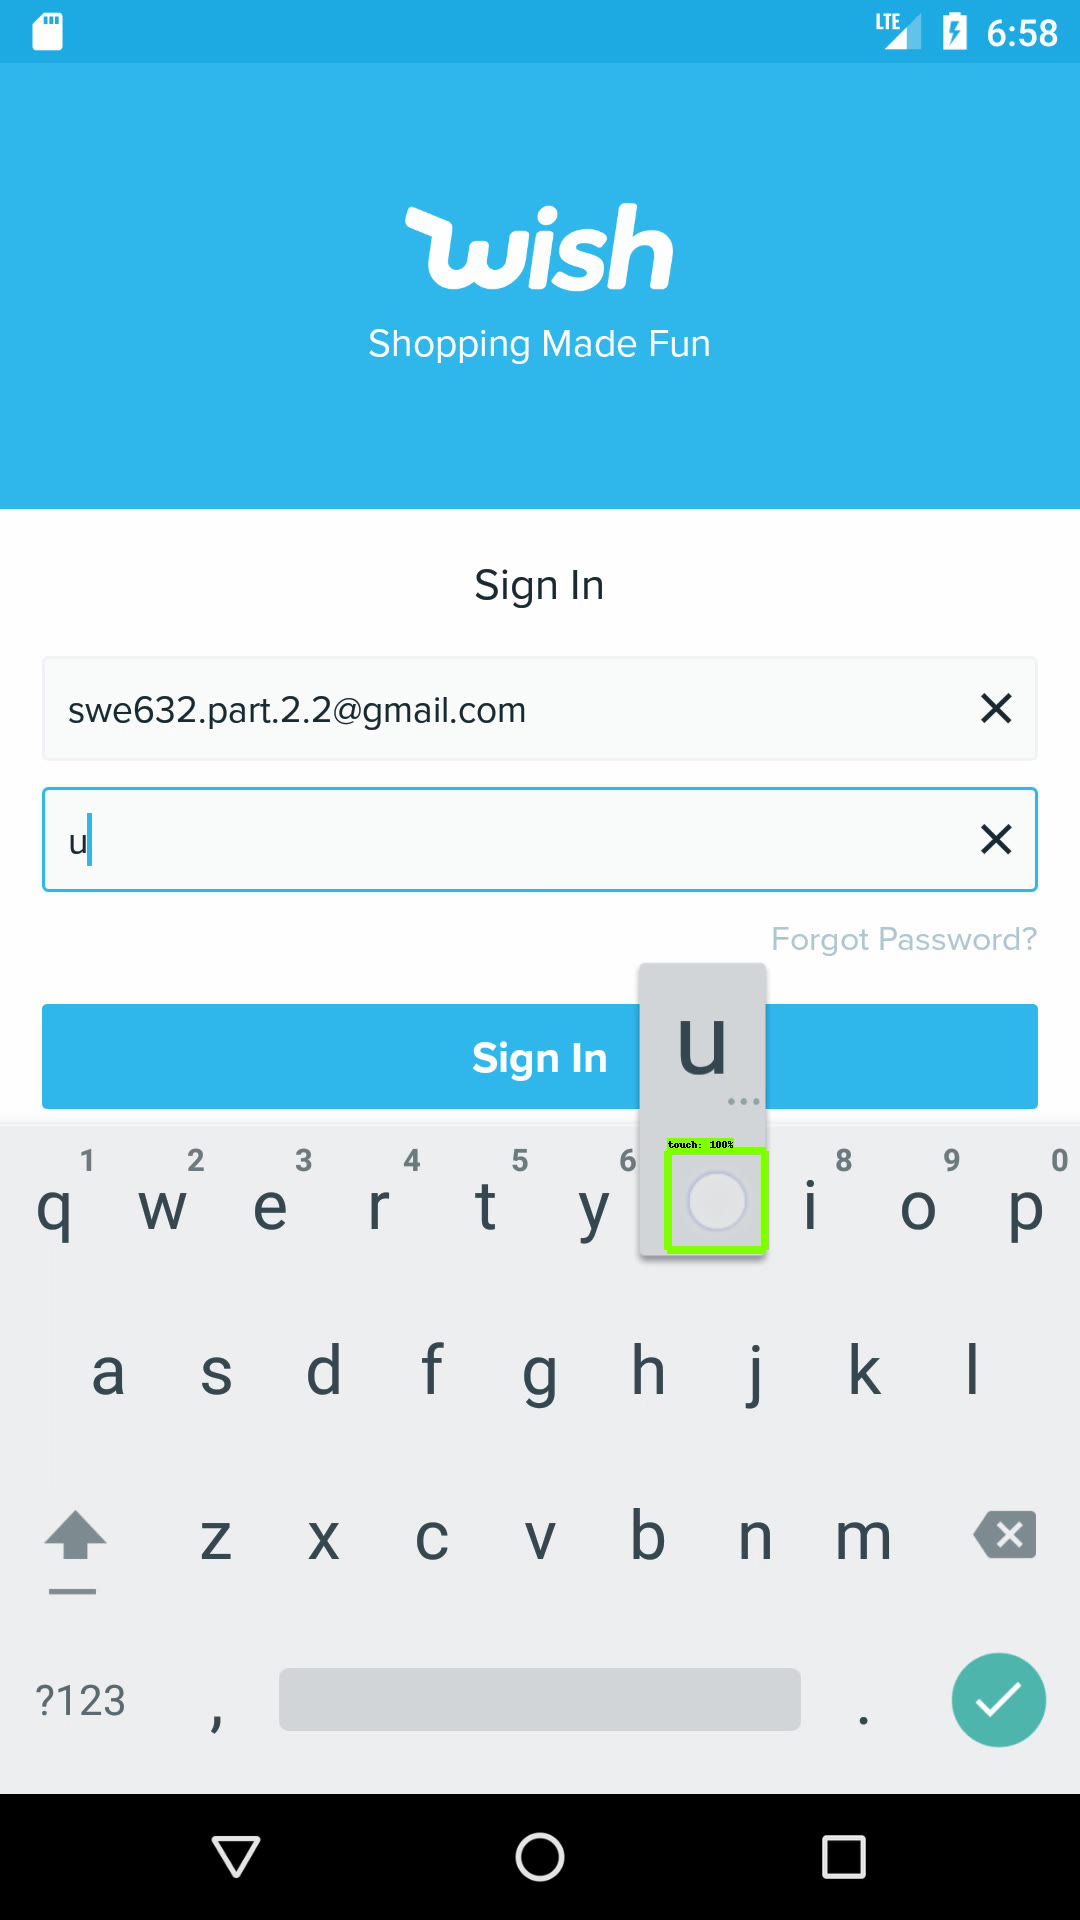 LTE 6:58
wish
Shopping Made Fun
Sign In
swe632.part.2.2@gmail.com
u
Forgot Password?
Sign In
u
...
touch: 100%
1 2 3 4 5 6 8 9 0
q w e r t y i o p
a s d f g h j k l
z x c v b n m
?123 , .